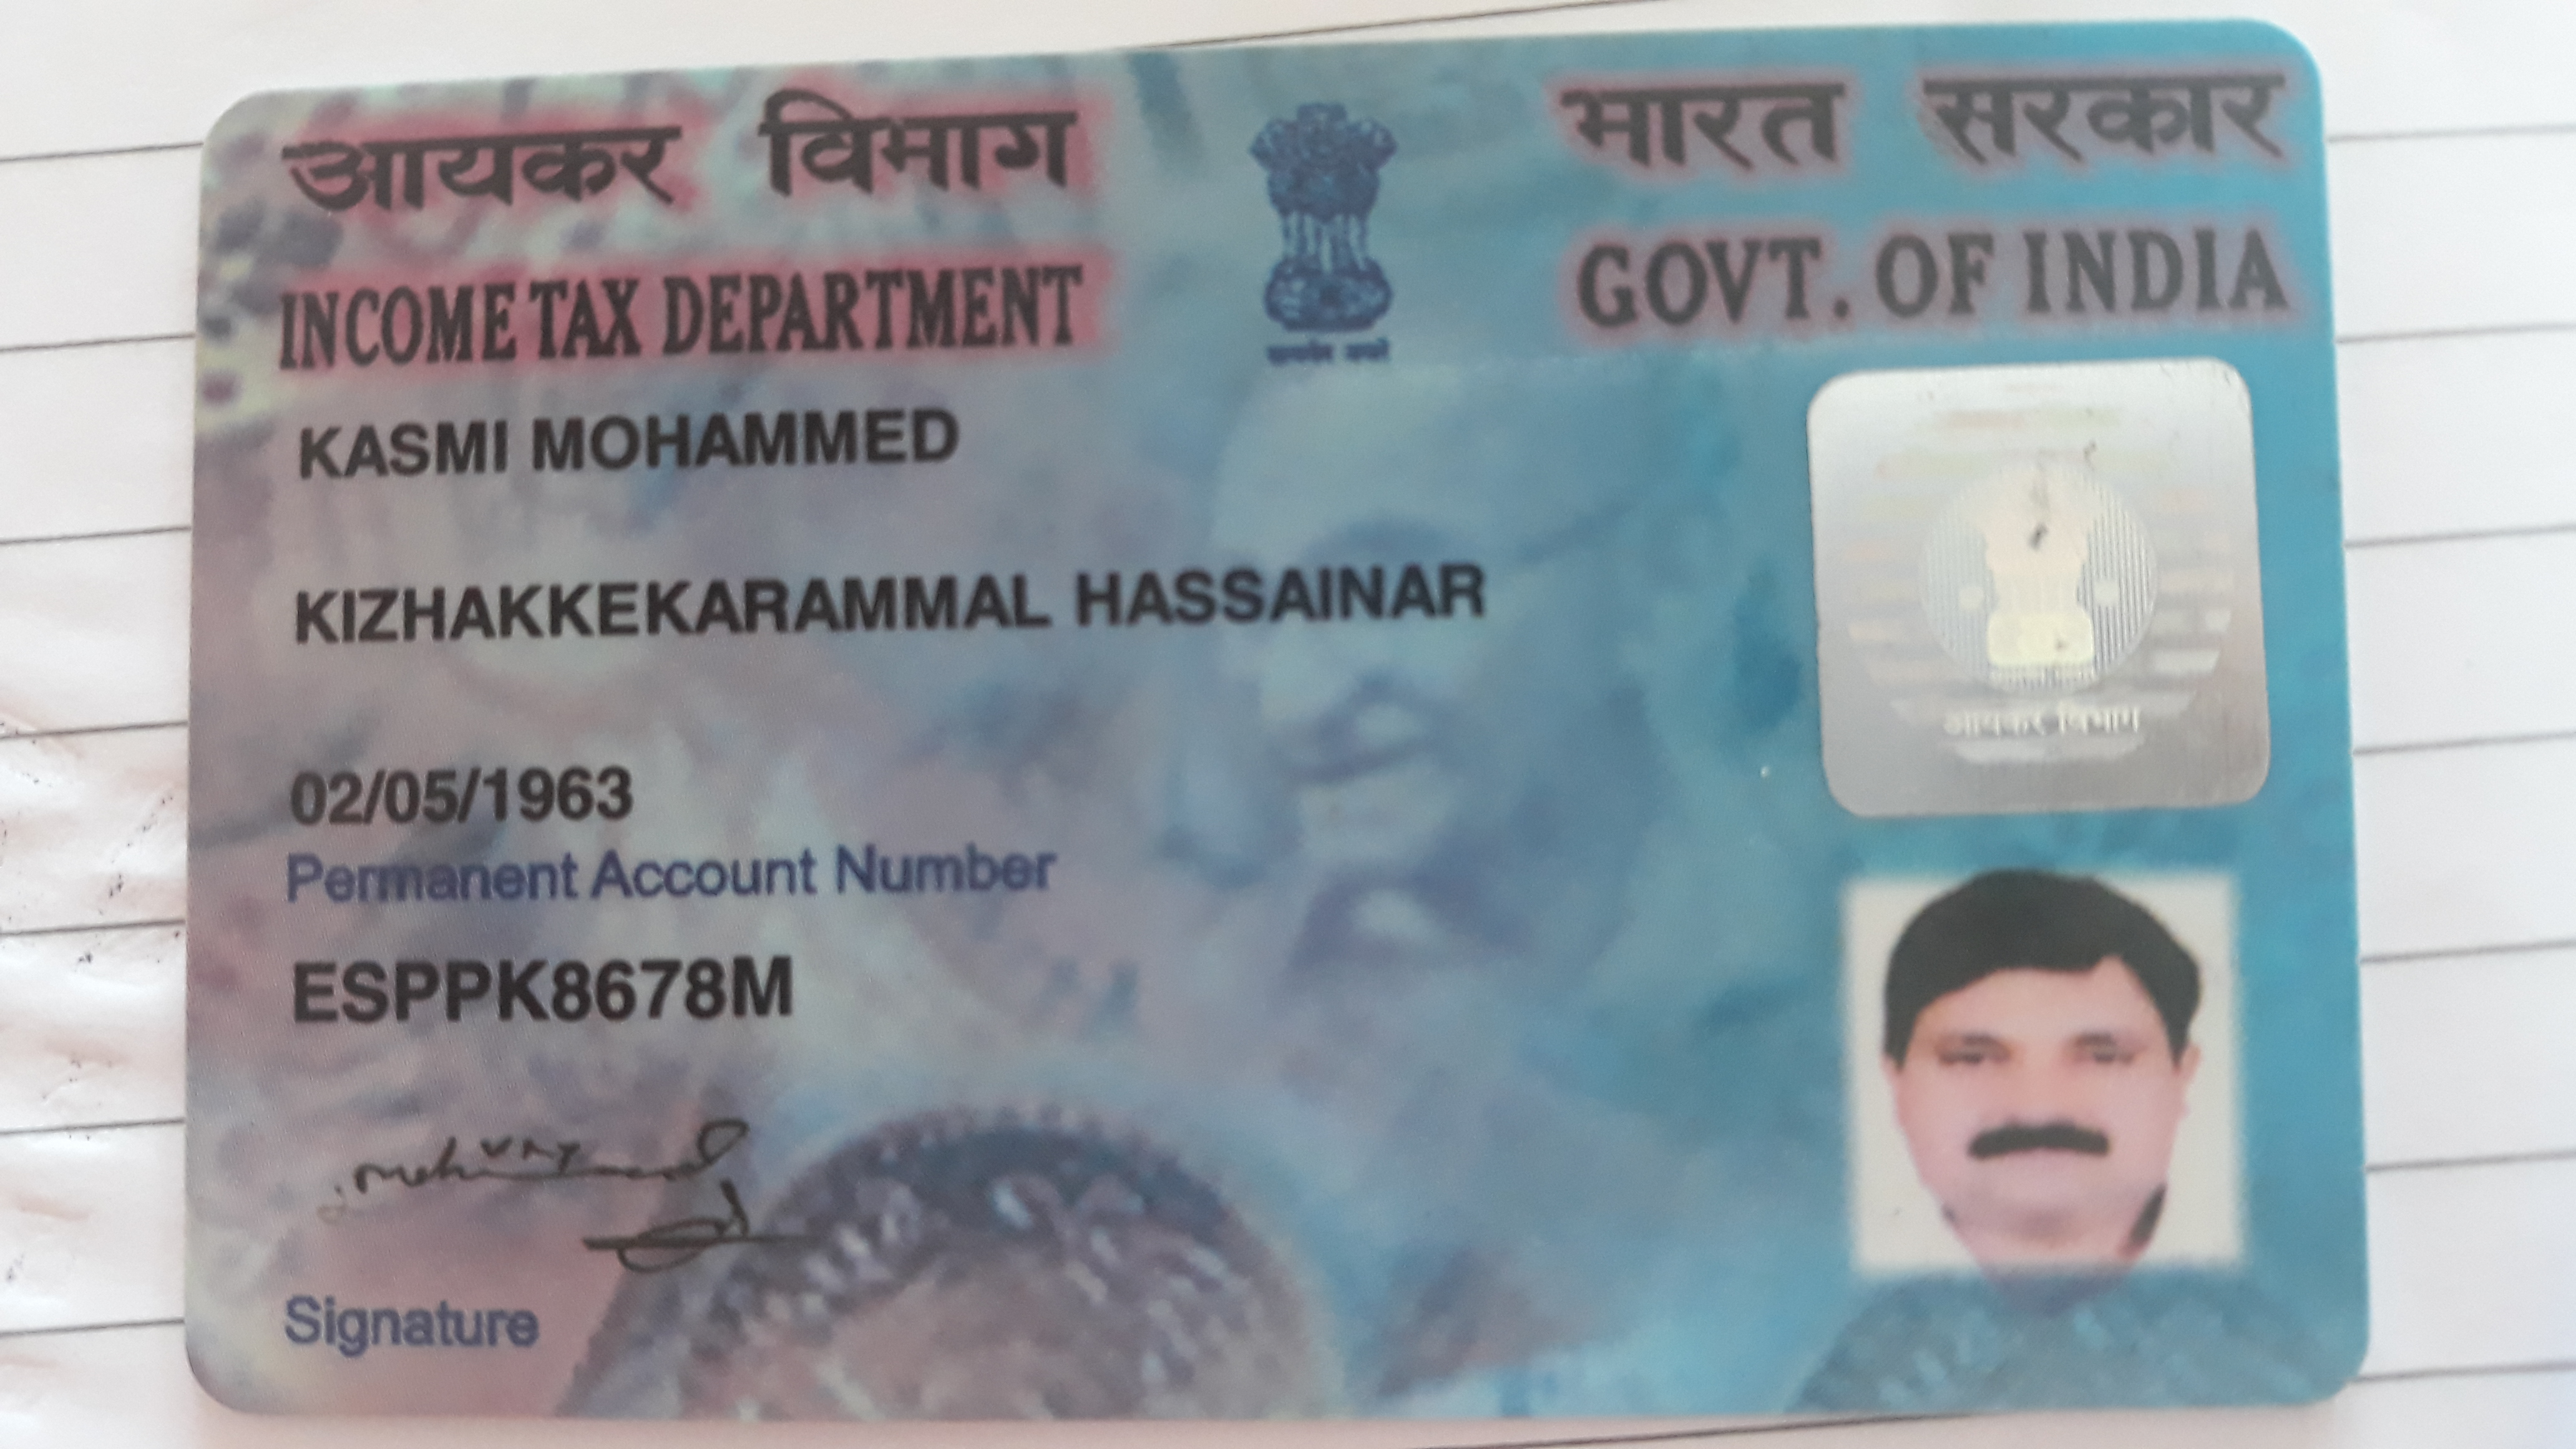 आयकर विभाग
INCOME TAX DEPARTMENT
भारत सरकार
GOVT. OF INDIA
KASMI MOHAMMED
KIZHAKKEKARAMMAL HASSAINAR
02/05/1963
Permanent Account Number
ESPPK8678M
Signature
आयकर विभाग